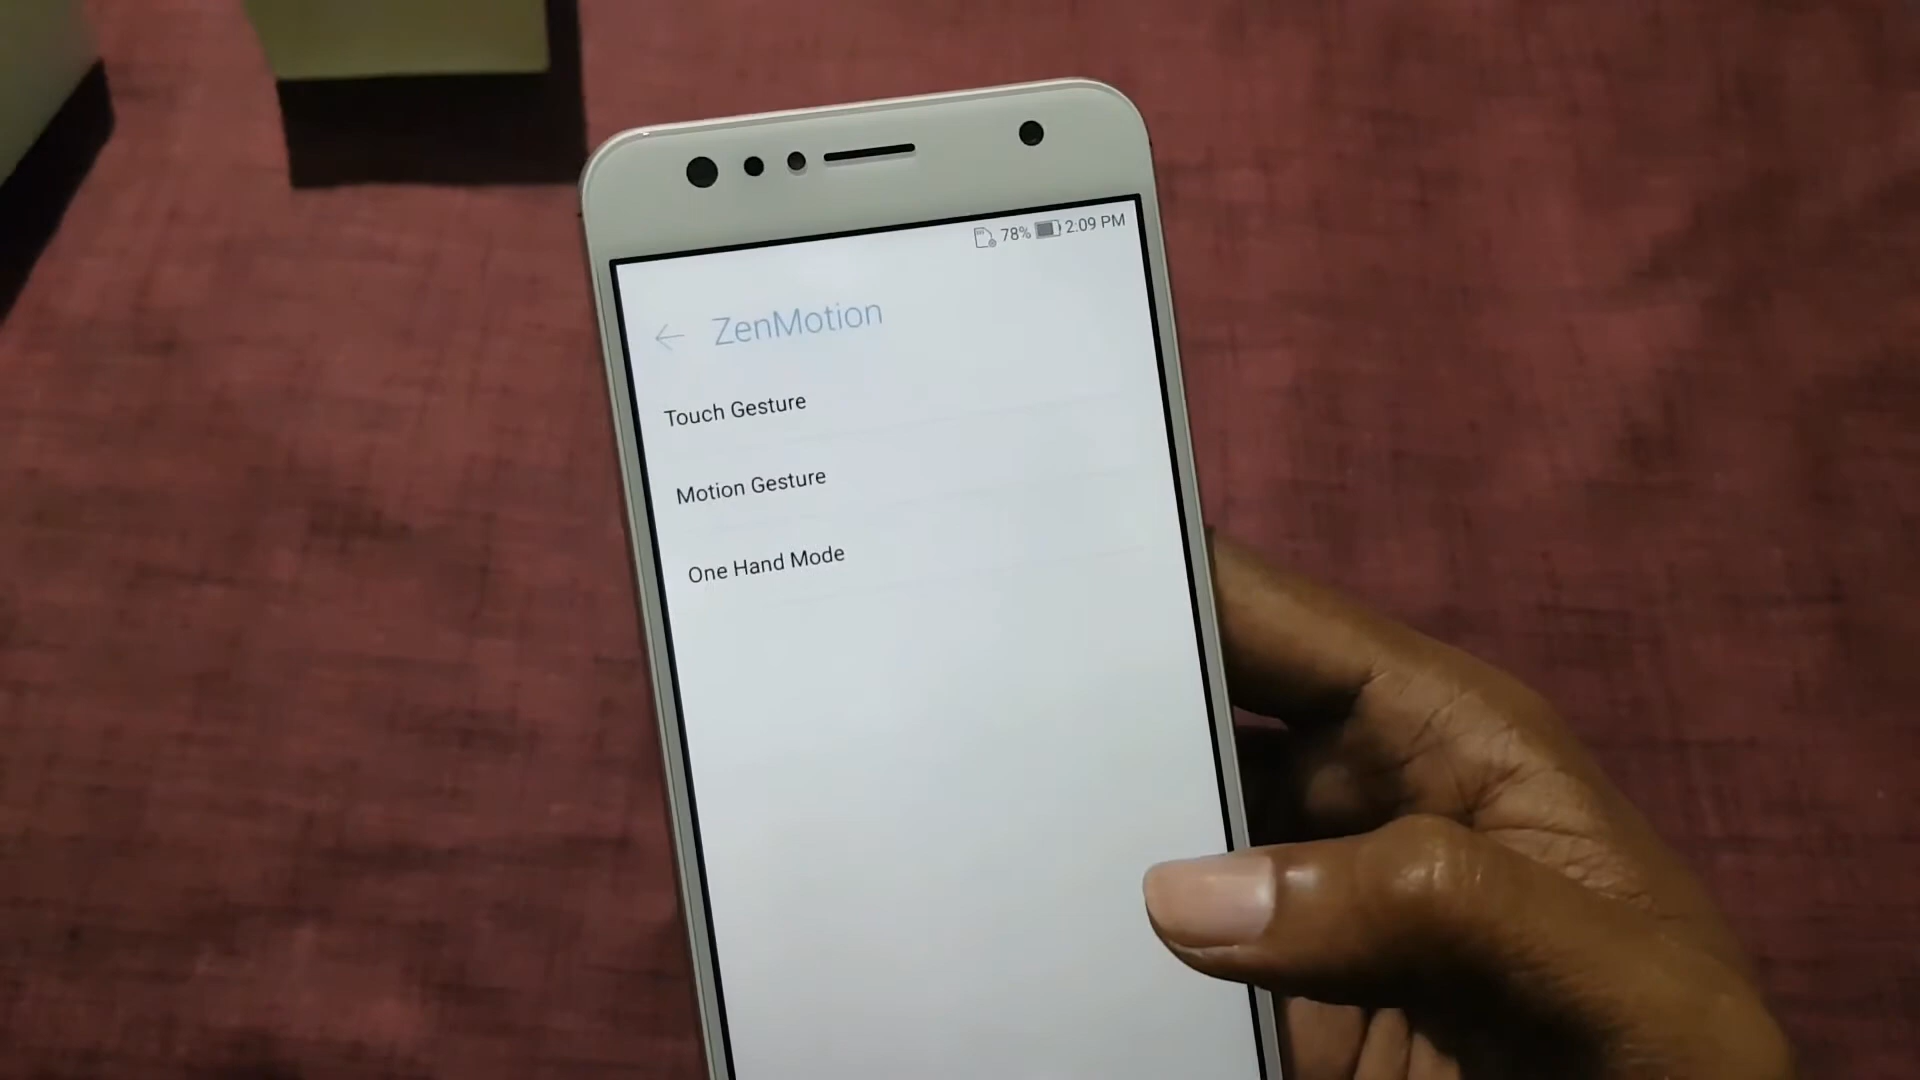 78% 2:09 PM
ZenMotion
Touch Gesture
Motion Gesture
One Hand Mode